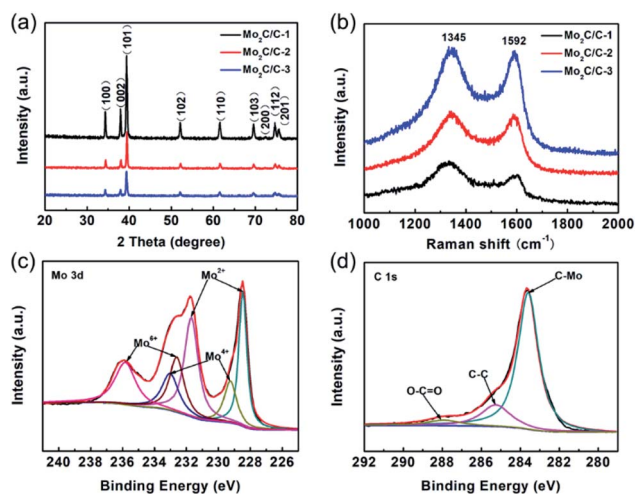 (a)
Mo₂C/C-1
Mo₂C/C-2
Mo₂C/C-3
(100)
(002)
(101)
(102)
(110)
(103)
(200)
(112)
(201)
Intensity (a.u.)
20 30 40 50 60 70 80
2 Theta (degree)
(b)
1345 1592
Mo₂C/C-1
Mo₂C/C-2
Mo₂C/C-3
Intensity (a.u.)
1000 1200 1400 1600 1800 2000
Raman shift (cm⁻¹)
(c)
Mo 3d
Mo²⁺
Mo⁶⁺
Mo⁴⁺
Intensity (a.u.)
241 239 236 234 232 230 228 225
Binding Energy (eV)
(d)
C 1s
C-Mo
C-C
O-C=O
Intensity (a.u.)
292 290 288 286 284 282 280
Binding Energy (eV)